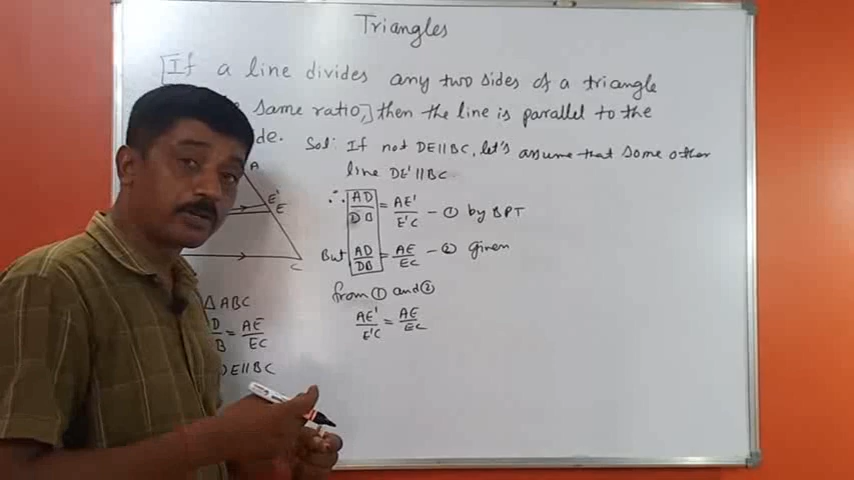 Triangles
If a line divides any two sides of a triangle
same ratio, then the line is parallel to the
de.
Sol: If not DE||BC, let's assume that some other
line DE'||BC.
A
E'
E
C
∴ AD/DB = AE'/E'C - ① by BPT
But AD/DB = AE/EC - ② given
from ① and ②
AE'/E'C = AE/EC
△ABC
D/B = AE/EC
DE||BC